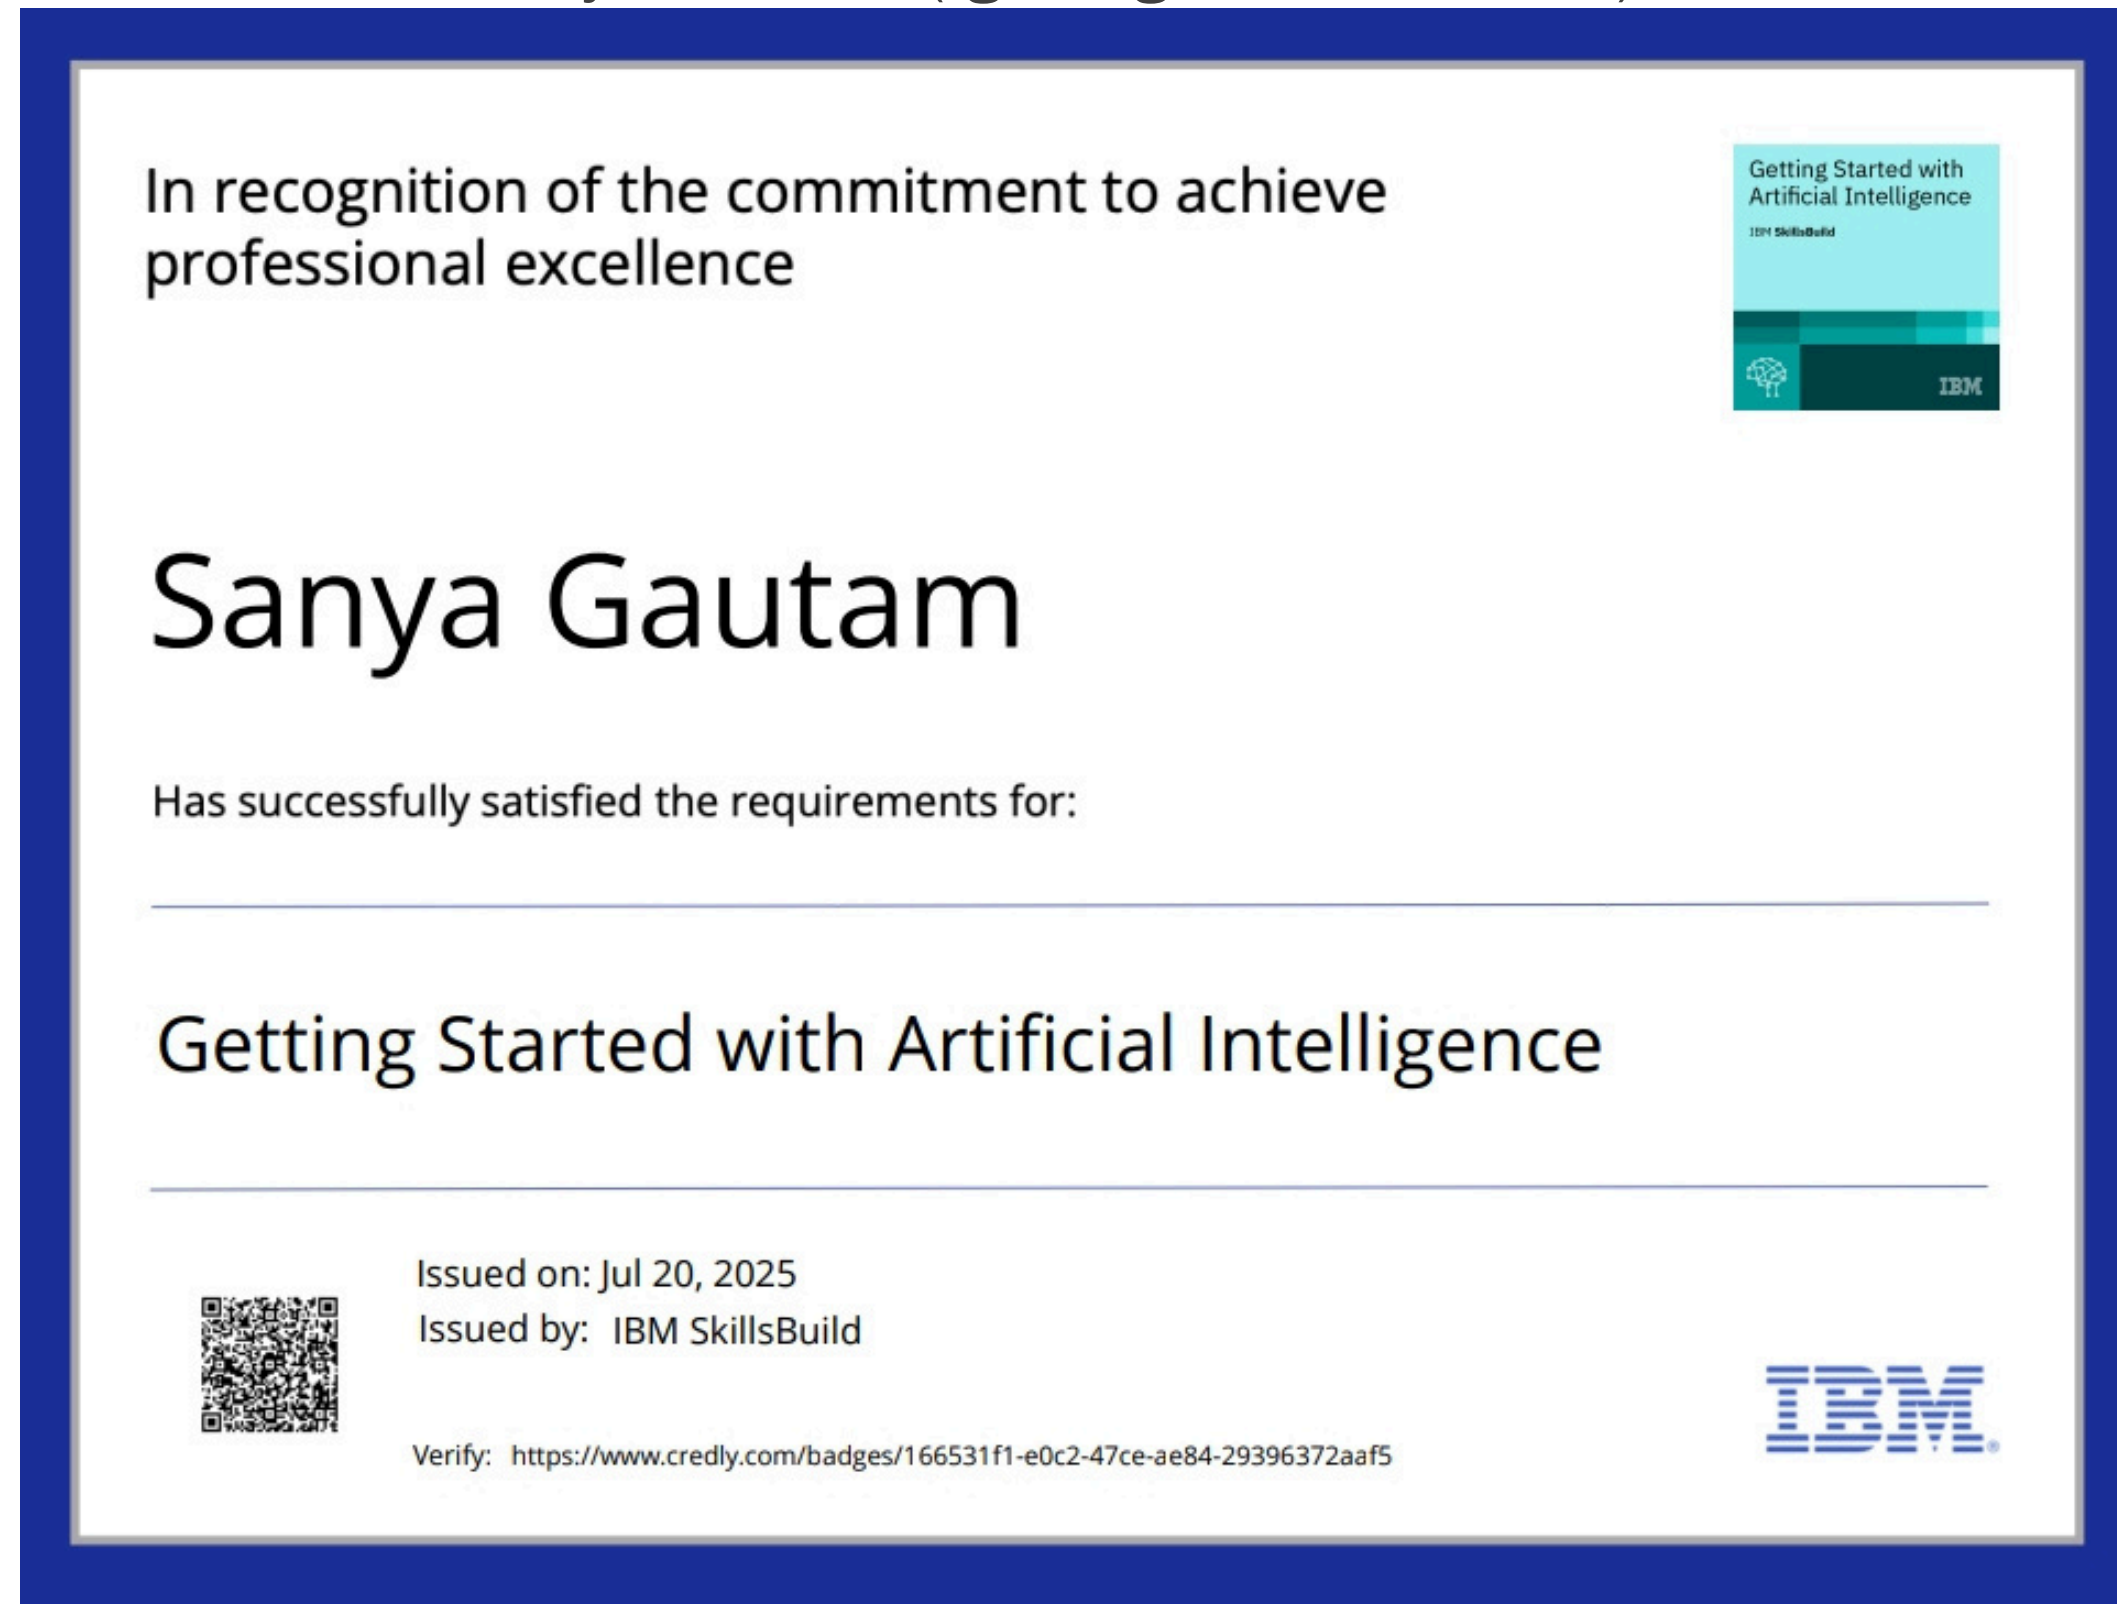 In recognition of the commitment to achieve
professional excellence
Getting Started with
Artificial Intelligence
IBM SkillsBuild
IBM
Sanya Gautam
Has successfully satisfied the requirements for:
Getting Started with Artificial Intelligence
Issued on: Jul 20, 2025
Issued by: IBM SkillsBuild
Verify: https://www.credly.com/badges/166531f1-e0c2-47ce-ae84-29396372aaf5
IBM®